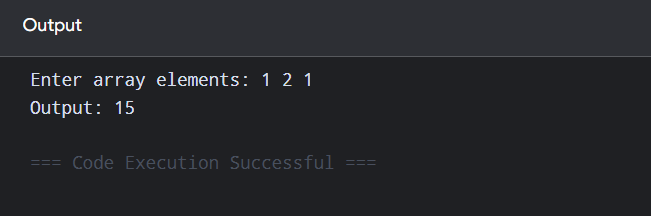 Output
Enter array elements: 1 2 1
Output: 15
=== Code Execution Successful ===